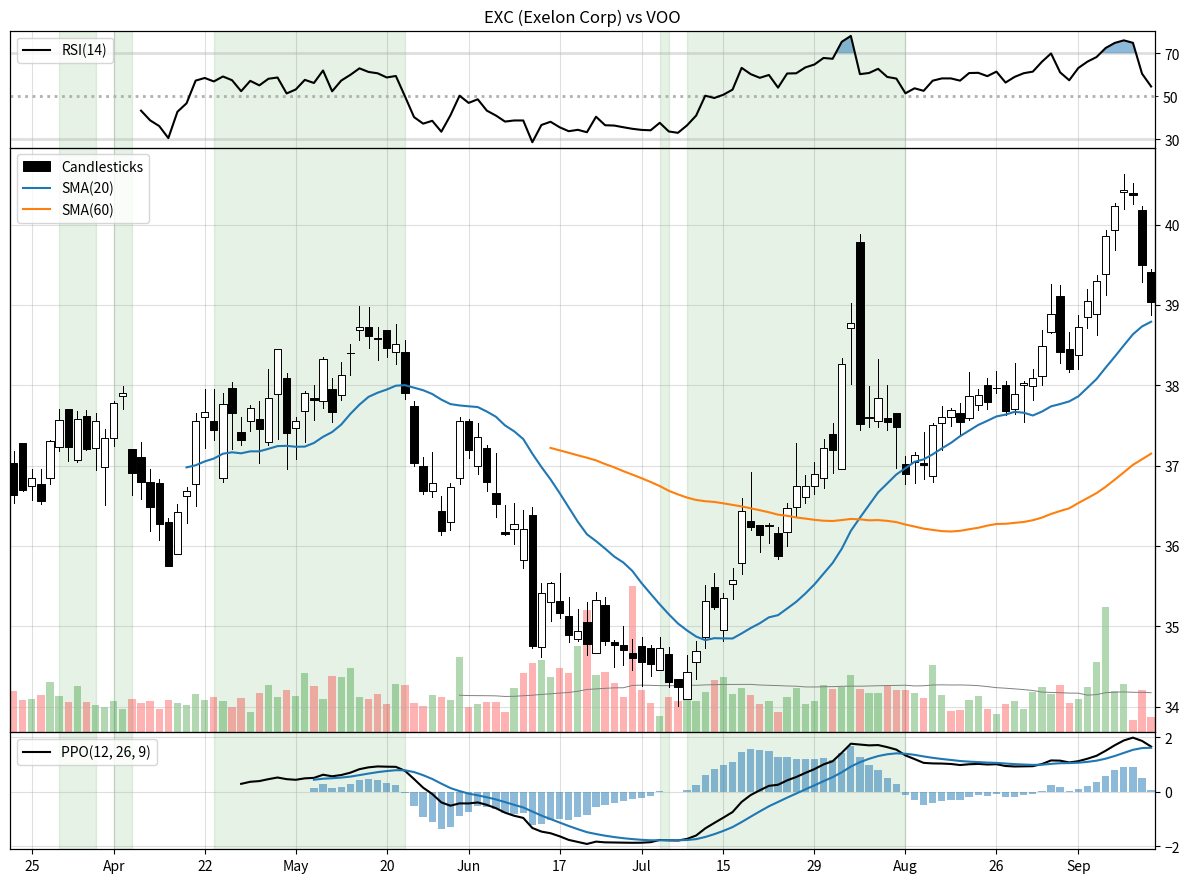 EXC (Exelon Corp) vs VOO
RSI(14)
70
50
30
Candlesticks
SMA(20)
SMA(60)
40
39
38
37
36
35
34
PPO(12, 26, 9)
2
0
−2
25 Apr 22 May 20 Jun 17 Jul 15 29 Aug 26 Sep